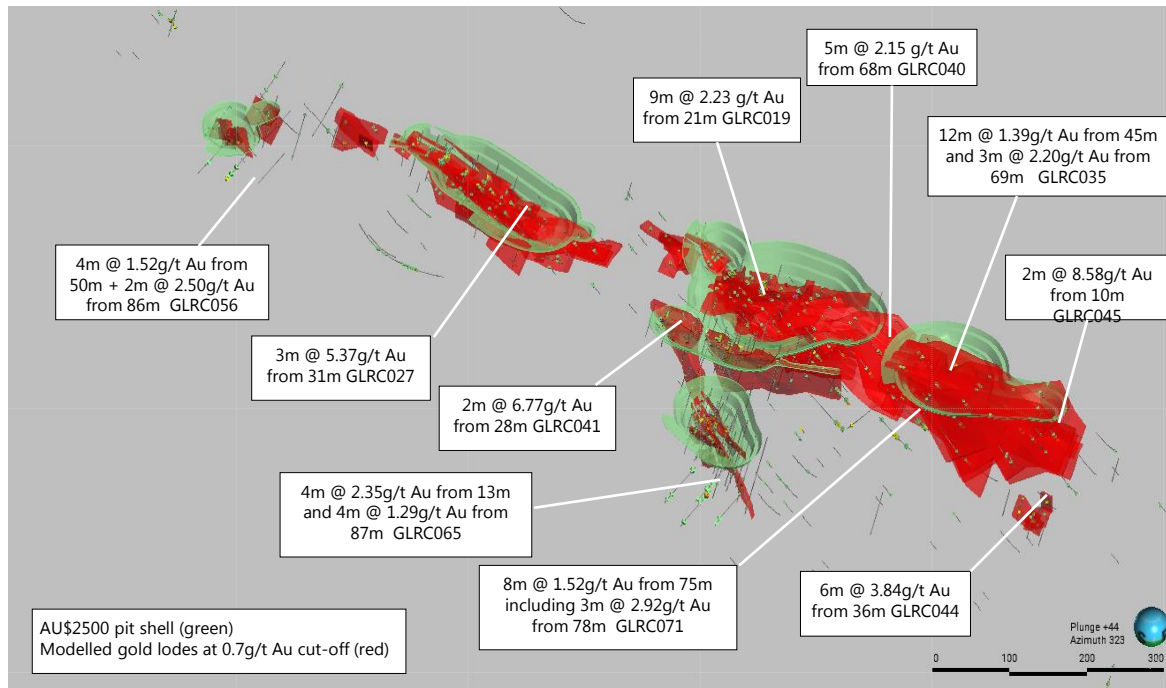 5m @ 2.15 g/t Au
from 68m GLRC040
9m @ 2.23 g/t Au
from 21m GLRC019
12m @ 1.39g/t Au from 45m
and 3m @ 2.20g/t Au from
69m GLRC035
4m @ 1.52g/t Au from
50m + 2m @ 2.50g/t Au
from 86m GLRC056
2m @ 8.58g/t Au
from 10m
GLRC045
3m @ 5.37g/t Au
from 31m GLRC027
2m @ 6.77g/t Au
from 28m GLRC041
4m @ 2.35g/t Au from 13m
and 4m @ 1.29g/t Au from
87m GLRC065
8m @ 1.52g/t Au from 75m
including 3m @ 2.92g/t Au
from 78m GLRC071
6m @ 3.84g/t Au
from 36m GLRC044
AU$2500 pit shell (green)
Modelled gold lodes at 0.7g/t Au cut-off (red)
Plunge +44
Azimuth 323
0 100 200 300